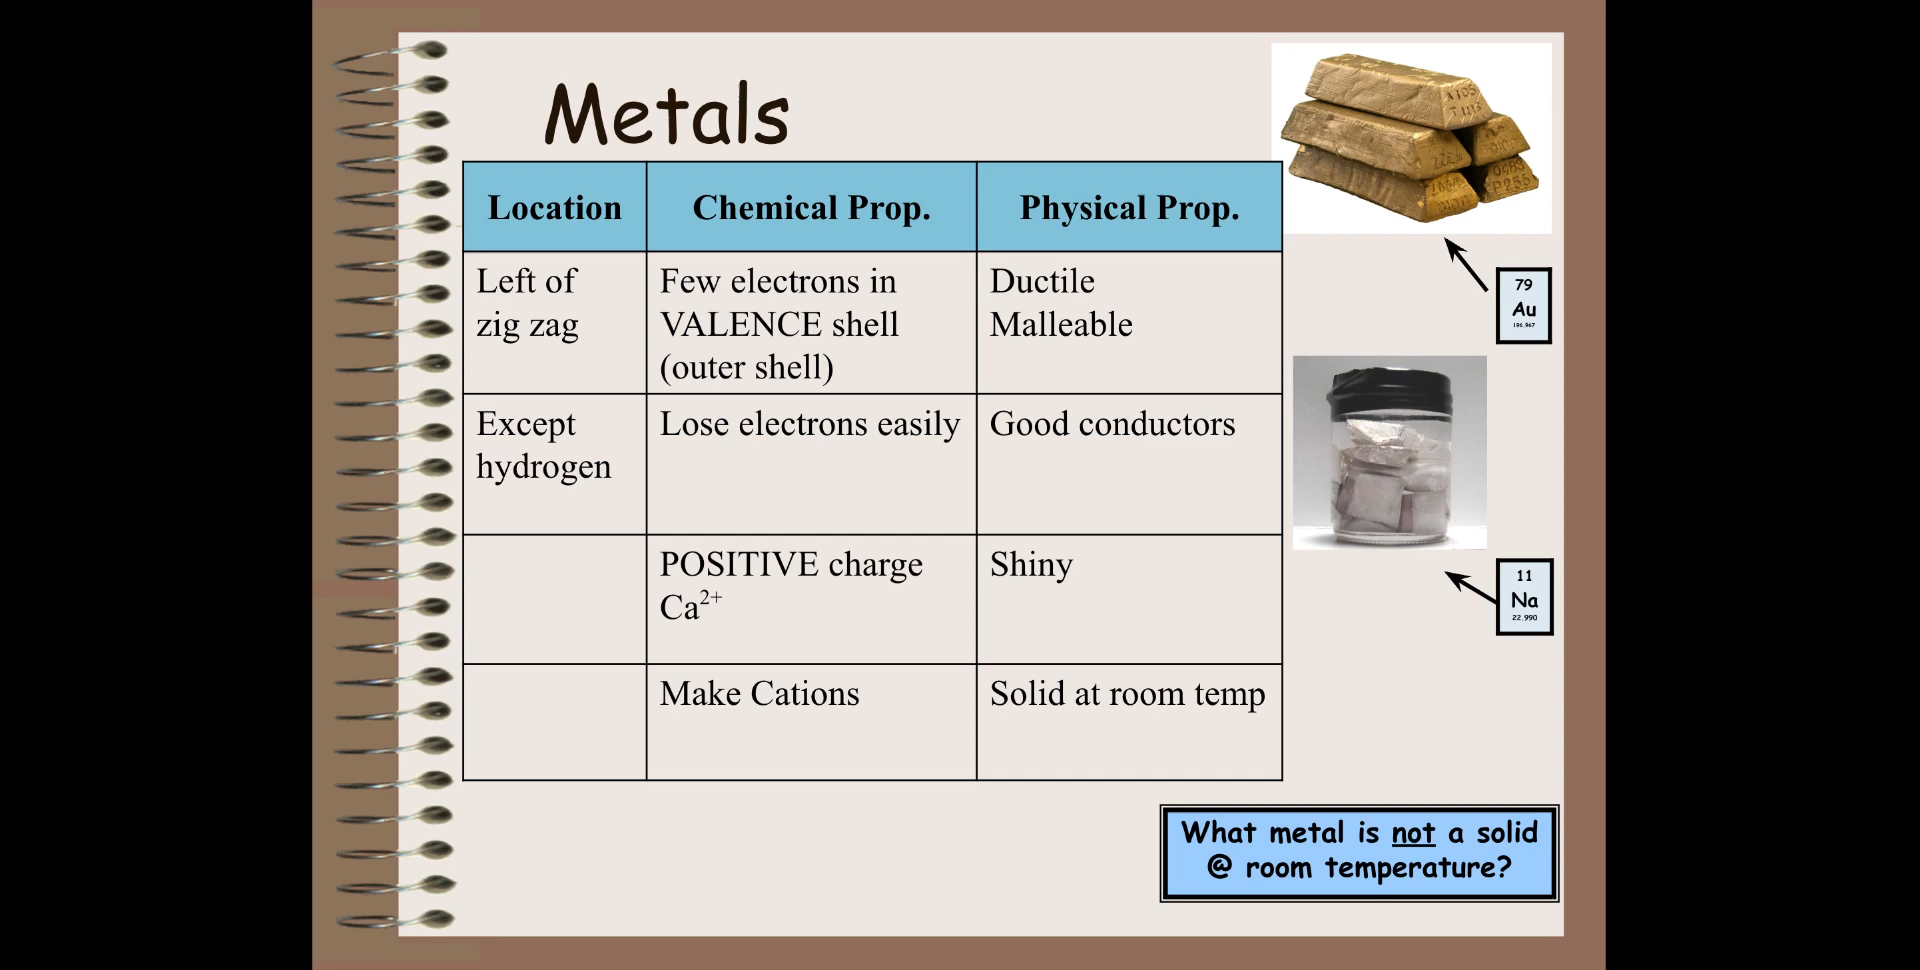 Metals
Location
Chemical Prop.
Physical Prop.
Left of
zig zag
Few electrons in
VALENCE shell
(outer shell)
Ductile
Malleable
Except
hydrogen
Lose electrons easily
Good conductors
POSITIVE charge
Ca²⁺
Shiny
Make Cations
Solid at room temp
79
Au
196.967
11
Na
22.990
What metal is not a solid
@ room temperature?